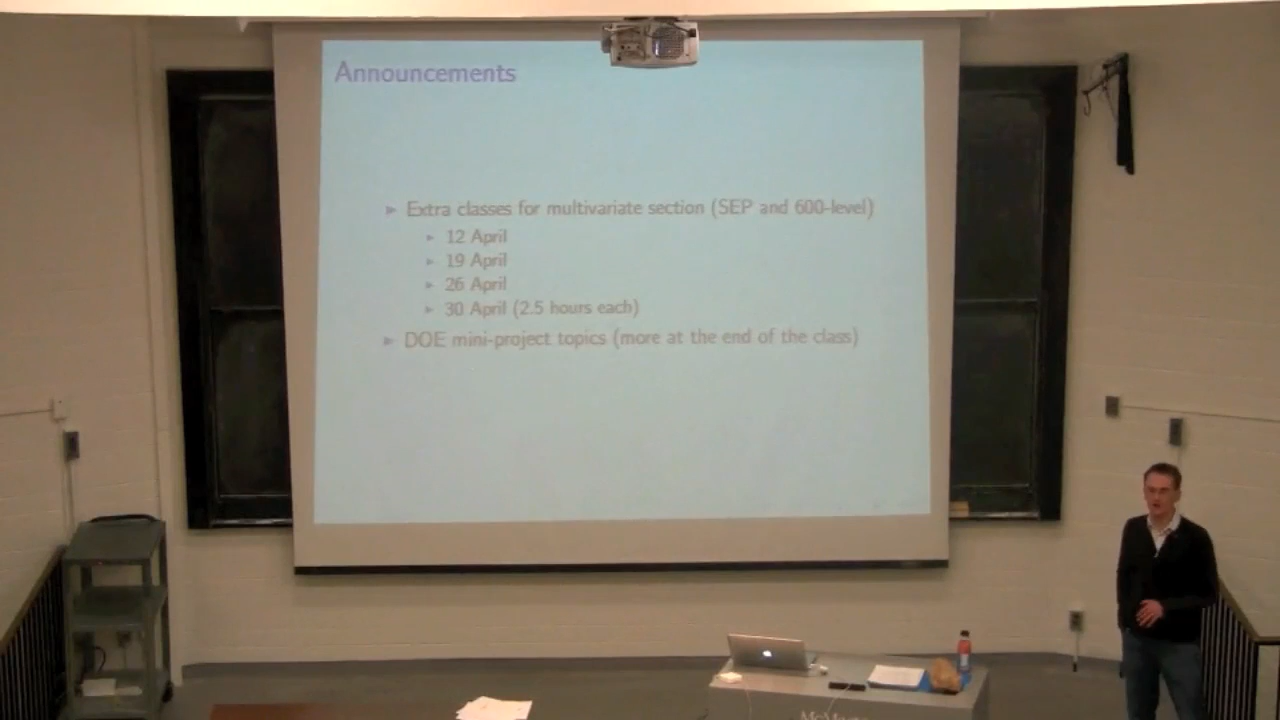 Announcements
Extra classes for multivariate section (SEP and 600-level)
12 April
19 April
26 April
30 April (2.5 hours each)
DOE mini-project topics (more at the end of the class)